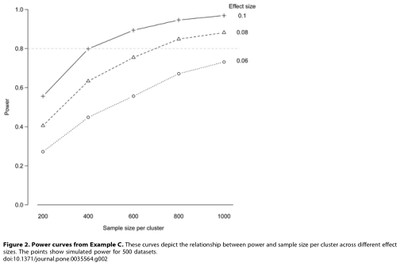 Effect size
1.0
0.1
0.08
0.8
0.06
0.6
Power
0.4
0.2
0.0
200 400 600 800 1000
Sample size per cluster
Figure 2. Power curves from Example C. These curves depict the relationship between power and sample size per cluster across different effect
sizes. The points show simulated power for 500 datasets.
doi:10.1371/journal.pone.0035564.g002